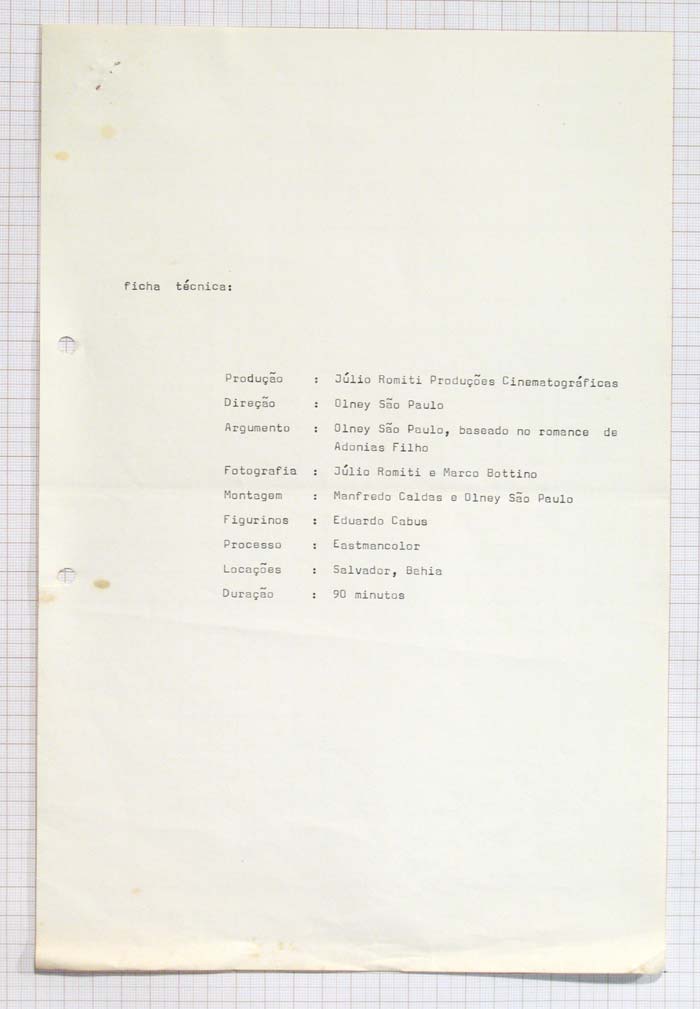 ficha técnica:
Produção : Júlio Romiti Produções Cinematográficas
Direção : Olney São Paulo
Argumento : Olney São Paulo, baseado no romance de
Adonias Filho
Fotografia : Júlio Romiti e Marco Bottino
Montagem : Manfredo Caldas e Olney São Paulo
Figurinos : Eduardo Cabus
Processo : Eastmancolor
Locações : Salvador, Bahia
Duração : 90 minutos